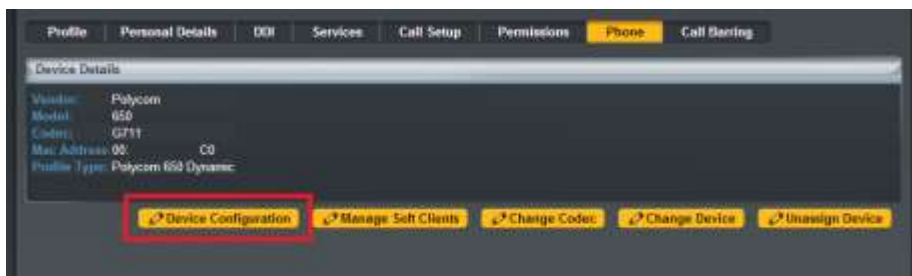 Profile Personal Details DDI Services Call Setup Permissions Phone Call Barring
Device Details
Vendor: Polycom
Model: 650
Codec: G711
Mac Address: 00: C0
Profile Type: Polycom 650 Dynamic
Device Configuration Manage Soft Clients Change Codec Change Device Unassign Device